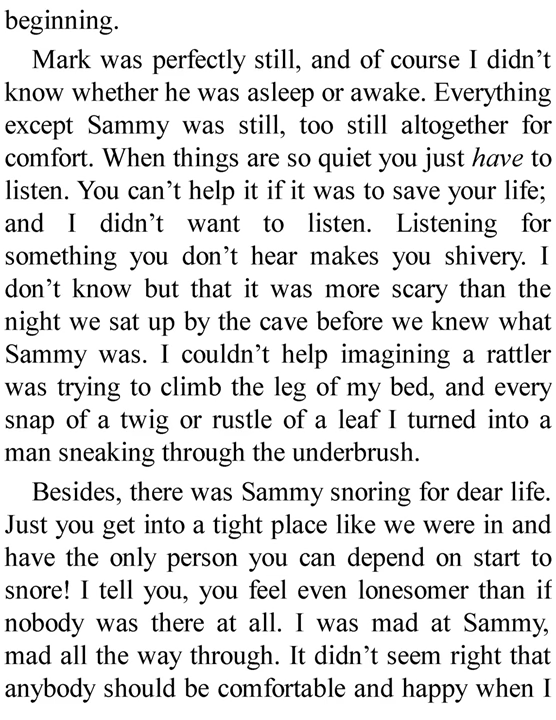 beginning.
Mark was perfectly still, and of course I didn’t
know whether he was asleep or awake. Everything
except Sammy was still, too still altogether for
comfort. When things are so quiet you just have to
listen. You can’t help it if it was to save your life;
and I didn’t want to listen. Listening for
something you don’t hear makes you shivery. I
don’t know but that it was more scary than the
night we sat up by the cave before we knew what
Sammy was. I couldn’t help imagining a rattler
was trying to climb the leg of my bed, and every
snap of a twig or rustle of a leaf I turned into a
man sneaking through the underbrush.
Besides, there was Sammy snoring for dear life.
Just you get into a tight place like we were in and
have the only person you can depend on start to
snore! I tell you, you feel even lonesomer than if
nobody was there at all. I was mad at Sammy,
mad all the way through. It didn’t seem right that
anybody should be comfortable and happy when I